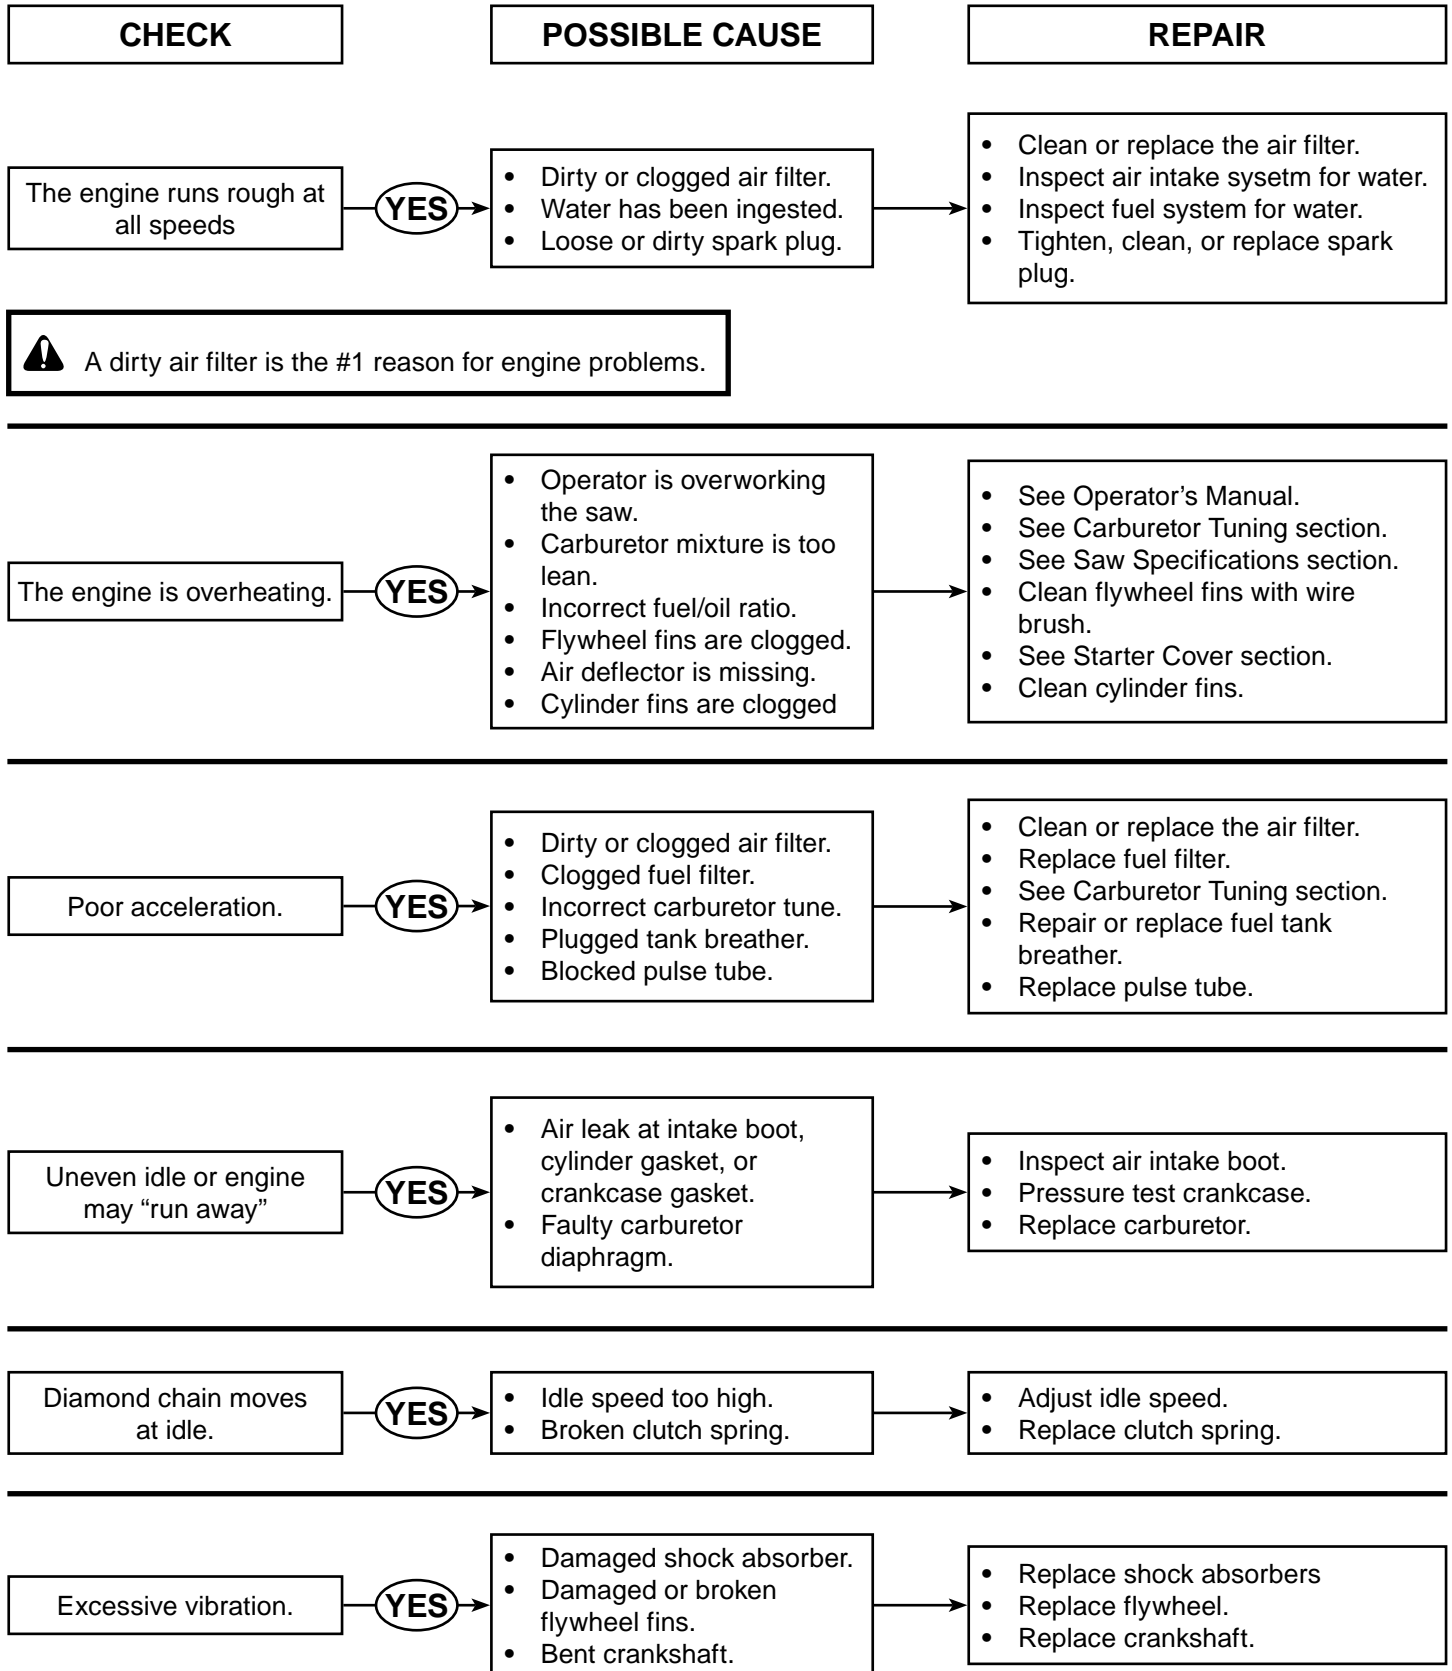 CHECK
POSSIBLE CAUSE
REPAIR
The engine runs rough at
all speeds
YES
• Dirty or clogged air filter.
• Water has been ingested.
• Loose or dirty spark plug.
• Clean or replace the air filter.
• Inspect air intake sysetm for water.
• Inspect fuel system for water.
• Tighten, clean, or replace spark
plug.
A dirty air filter is the #1 reason for engine problems.
The engine is overheating.
YES
• Operator is overworking
the saw.
• Carburetor mixture is too
lean.
• Incorrect fuel/oil ratio.
• Flywheel fins are clogged.
• Air deflector is missing.
• Cylinder fins are clogged
• See Operator’s Manual.
• See Carburetor Tuning section.
• See Saw Specifications section.
• Clean flywheel fins with wire
brush.
• See Starter Cover section.
• Clean cylinder fins.
Poor acceleration.
YES
• Dirty or clogged air filter.
• Clogged fuel filter.
• Incorrect carburetor tune.
• Plugged tank breather.
• Blocked pulse tube.
• Clean or replace the air filter.
• Replace fuel filter.
• See Carburetor Tuning section.
• Repair or replace fuel tank
breather.
• Replace pulse tube.
Uneven idle or engine
may “run away”
YES
• Air leak at intake boot,
cylinder gasket, or
crankcase gasket.
• Faulty carburetor
diaphragm.
• Inspect air intake boot.
• Pressure test crankcase.
• Replace carburetor.
Diamond chain moves
at idle.
YES
• Idle speed too high.
• Broken clutch spring.
• Adjust idle speed.
• Replace clutch spring.
Excessive vibration.
YES
• Damaged shock absorber.
• Damaged or broken
flywheel fins.
• Bent crankshaft.
• Replace shock absorbers
• Replace flywheel.
• Replace crankshaft.